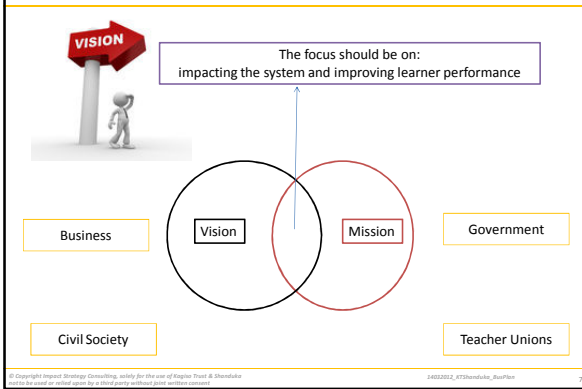 VISION
The focus should be on:
impacting the system and improving learner performance
Business
Vision
Mission
Government
Civil Society
Teacher Unions
© Copyright Impact Strategy Consulting, solely for the use of Kagiso Trust & Shanduka
not to be used or relied upon by a third party without joint written consent
14032012_KTShanduka_BusPlan
7